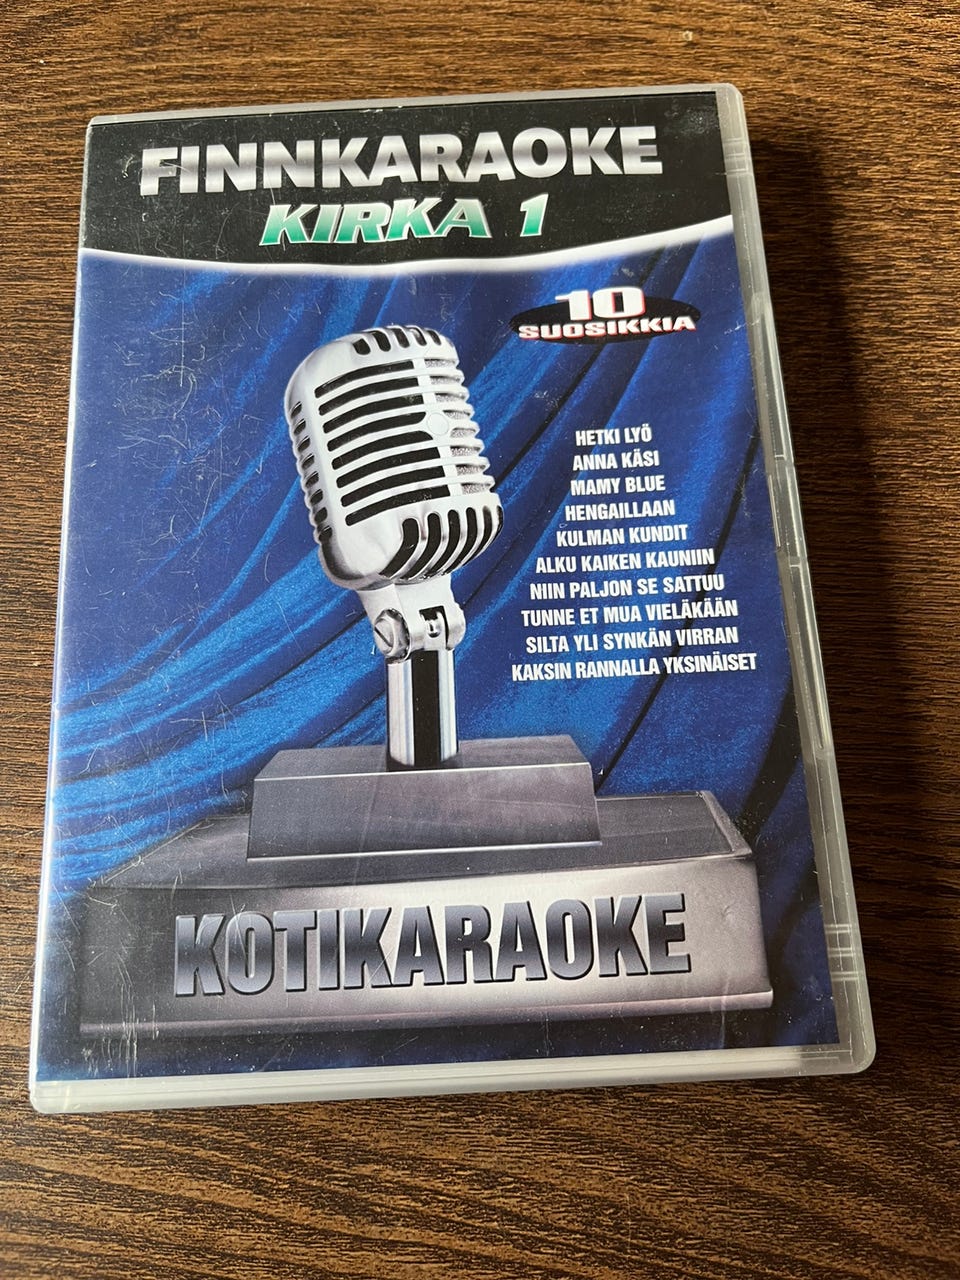 FINNKARAOKE
KIRKA 1
10
SUOSIKKIA
HETKI LYÖ
ANNA KÄSI
MAMY BLUE
HENGAILLAAN
KULMAN KUNDIT
ALKU KAIKEN KAUNIIN
NIIN PALJON SE SATTUU
TUNNE ET MUA VIELÄKÄÄN
SILTA YLI SYNKÄN VIRRAN
KAKSIN RANNALLA YKSINÄISET
KOTIKARAOKE